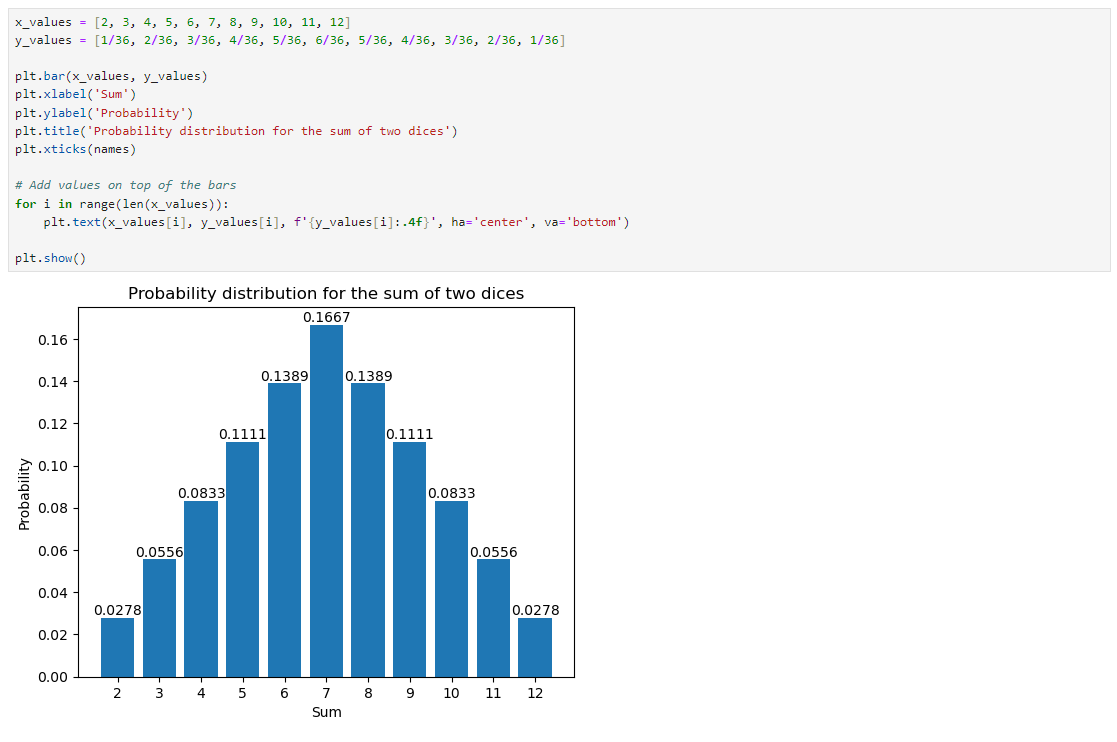 x_values = [2, 3, 4, 5, 6, 7, 8, 9, 10, 11, 12]
y_values = [1/36, 2/36, 3/36, 4/36, 5/36, 6/36, 5/36, 4/36, 3/36, 2/36, 1/36]
plt.bar(x_values, y_values)
plt.xlabel('Sum')
plt.ylabel('Probability')
plt.title('Probability distribution for the sum of two dices')
plt.xticks(names)
# Add values on top of the bars
for i in range(len(x_values)):
    plt.text(x_values[i], y_values[i], f'{y_values[i]:.4f}', ha='center', va='bottom')
plt.show()
Probability distribution for the sum of two dices
0.1667
0.16
0.1389 0.1389
0.14
0.12
0.1111 0.1111
0.10
0.0833 0.0833
0.08
0.0556 0.0556
0.06
0.04
0.0278 0.0278
0.02
0.00
Probability
2 3 4 5 6 7 8 9 10 11 12
Sum